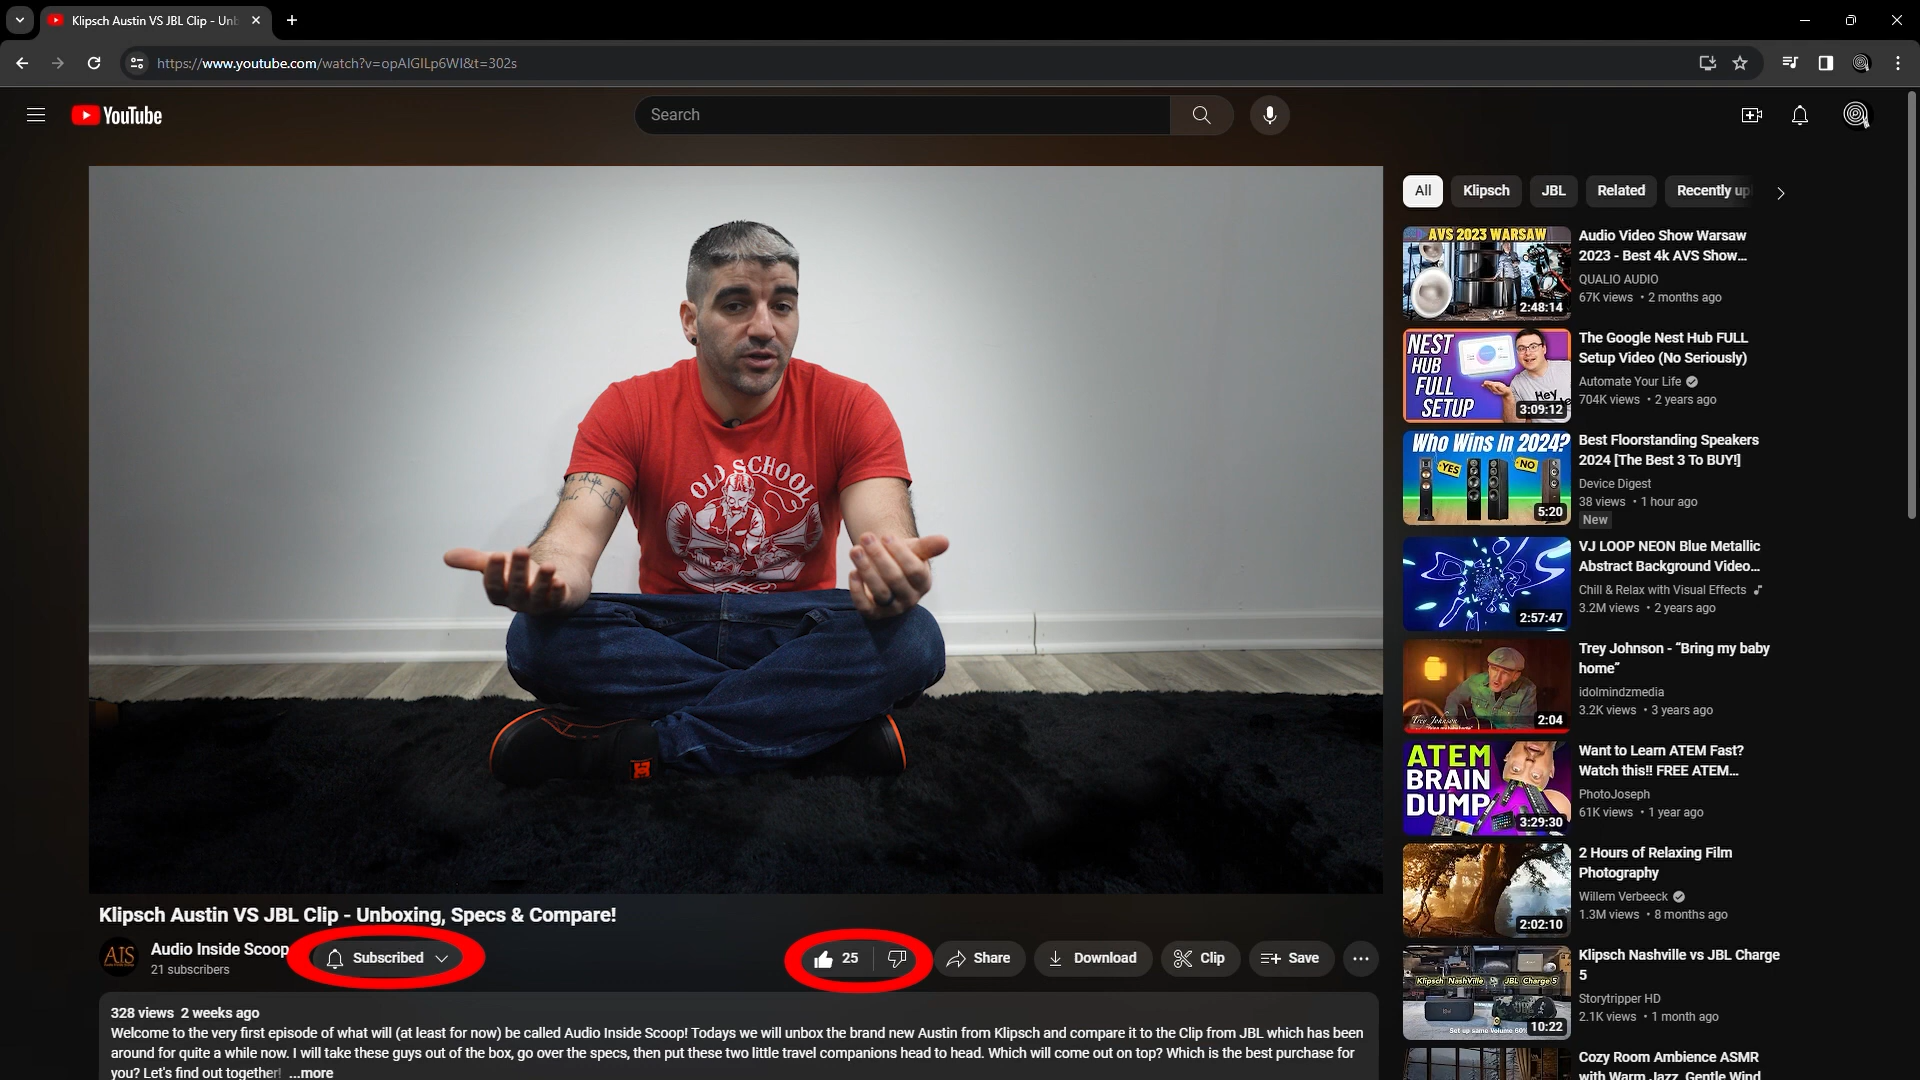 Klipsch Austin VS JBL Clip - Unb
https://www.youtube.com/watch?v=opAIGILp6WI&t=302s
YouTube
Search
OLD SCHOOL
All
Klipsch
JBL
Related
Recently upl
AVS 2023 WARSAW
2:48:14
Audio Video Show Warsaw
2023 - Best 4k AVS Show...
QUALIO AUDIO
67K views • 2 months ago
NEST
HUB
FULL
SETUP
Hey
3:09:12
The Google Nest Hub FULL
Setup Video (No Seriously)
Automate Your Life
704K views • 2 years ago
Who Wins In 2024?
YES
NO
5:20
Best Floorstanding Speakers
2024 [The Best 3 To BUY!]
Device Digest
38 views • 1 hour ago
New
2:57:47
VJ LOOP NEON Blue Metallic
Abstract Background Video...
Chill & Relax with Visual Effects
3.2M views • 2 years ago
Trey Johnson
2:04
Trey Johnson - "Bring my baby
home"
idolmindzmedia
3.2K views • 3 years ago
ATEM
BRAIN
DUMP
3:29:30
Want to Learn ATEM Fast?
Watch this!! FREE ATEM...
PhotoJoseph
61K views • 1 year ago
2:02:10
2 Hours of Relaxing Film
Photography
Willem Verbeeck
1.3M views • 8 months ago
Klipsch Nashville vs JBL Charge 5
Set up same Volume 60%
10:22
Klipsch Nashville vs JBL Charge
5
Storytripper HD
2.1K views • 1 month ago
Cozy Room Ambience ASMR
with Warm Jazz, Gentle Wind
Klipsch Austin VS JBL Clip - Unboxing, Specs & Compare!
AIS
Audio Inside Scoop
21 subscribers
Subscribed
25
Share
Download
Clip
Save
328 views 2 weeks ago
Welcome to the very first episode of what will (at least for now) be called Audio Inside Scoop! Todays we will unbox the brand new Austin from Klipsch and compare it to the Clip from JBL which has been
around for quite a while now. I will take these guys out of the box, go over the specs, then put these two little travel companions head to head. Which will come out on top? Which is the best purchase for
you? Let's find out together! ...more